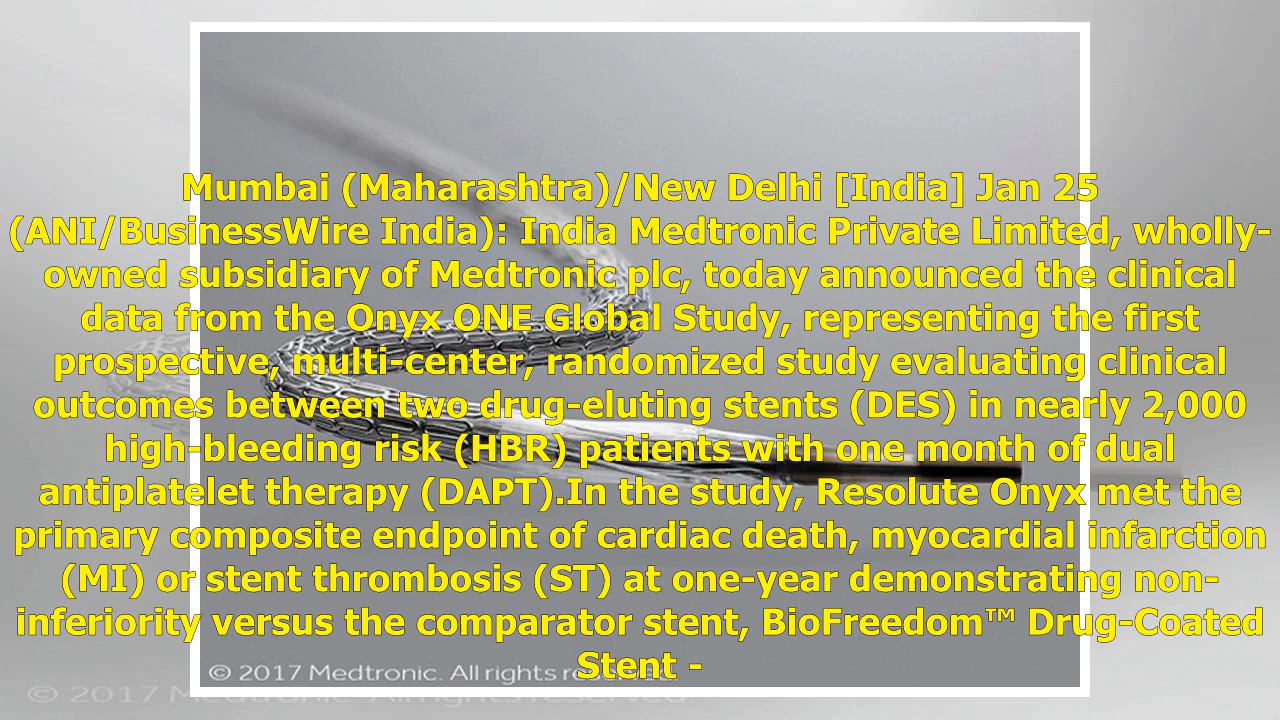 Mumbai (Maharashtra)/New Delhi [India] Jan 25
(ANI/BusinessWire India): India Medtronic Private Limited, wholly-
owned subsidiary of Medtronic plc, today announced the clinical
data from the Onyx ONE Global Study, representing the first
prospective, multi-center, randomized study evaluating clinical
outcomes between two drug-eluting stents (DES) in nearly 2,000
high-bleeding risk (HBR) patients with one month of dual
antiplatelet therapy (DAPT).In the study, Resolute Onyx met the
primary composite endpoint of cardiac death, myocardial infarction
(MI) or stent thrombosis (ST) at one-year demonstrating non-
inferiority versus the comparator stent, BioFreedom™ Drug-Coated
Stent -
© 2017 Medtronic. All rights
© 2017